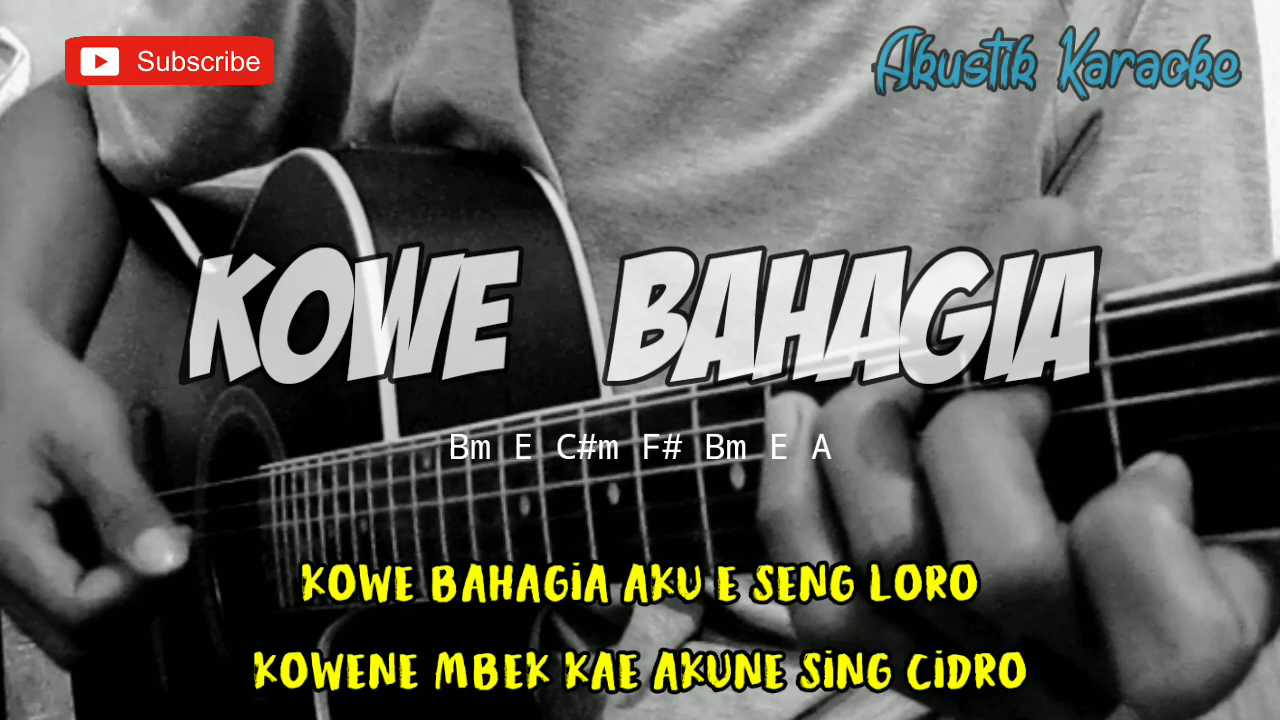 Subscribe
Akustik Karaoke
KOWE BAHAGIA
Bm E C#m F# Bm E A
KOWE BAHAGIA AKU E SENG LORO
KOWENE MBEK KAE AKUNE SING CIDRO